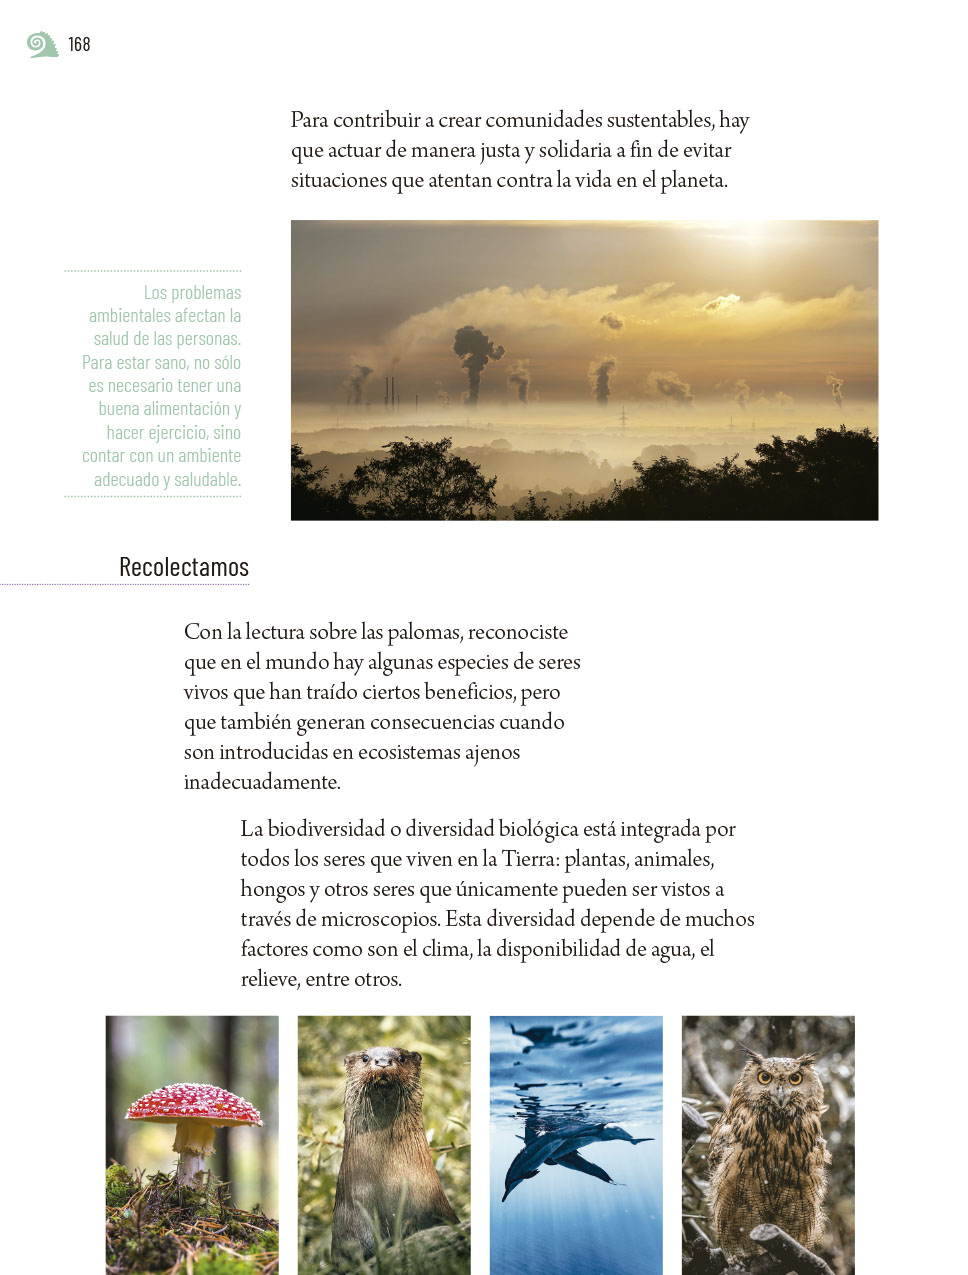 168
Para contribuir a crear comunidades sustentables, hay
que actuar de manera justa y solidaria a fin de evitar
situaciones que atentan contra la vida en el planeta.
Los problemas
ambientales afectan la
salud de las personas.
Para estar sano, no sólo
es necesario tener una
buena alimentación y
hacer ejercicio, sino
contar con un ambiente
adecuado y saludable.
Recolectamos
Con la lectura sobre las palomas, reconociste
que en el mundo hay algunas especies de seres
vivos que han traído ciertos beneficios, pero
que también generan consecuencias cuando
son introducidas en ecosistemas ajenos
inadecuadamente.
La biodiversidad o diversidad biológica está integrada por
todos los seres que viven en la Tierra: plantas, animales,
hongos y otros seres que únicamente pueden ser vistos a
través de microscopios. Esta diversidad depende de muchos
factores como son el clima, la disponibilidad de agua, el
relieve, entre otros.